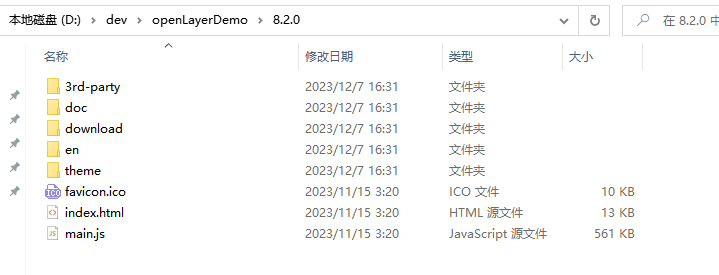 本地磁盘 (D:) > dev > openLayerDemo > 8.2.0
在 8.2.0 中
名称 修改日期 类型 大小
3rd-party 2023/12/7 16:31 文件夹
doc 2023/12/7 16:31 文件夹
download 2023/12/7 16:31 文件夹
en 2023/12/7 16:31 文件夹
theme 2023/12/7 16:31 文件夹
favicon.ico 2023/11/15 3:20 ICO 文件 10 KB
index.html 2023/11/15 3:20 HTML 源文件 13 KB
main.js 2023/11/15 3:20 JavaScript 源文件 561 KB